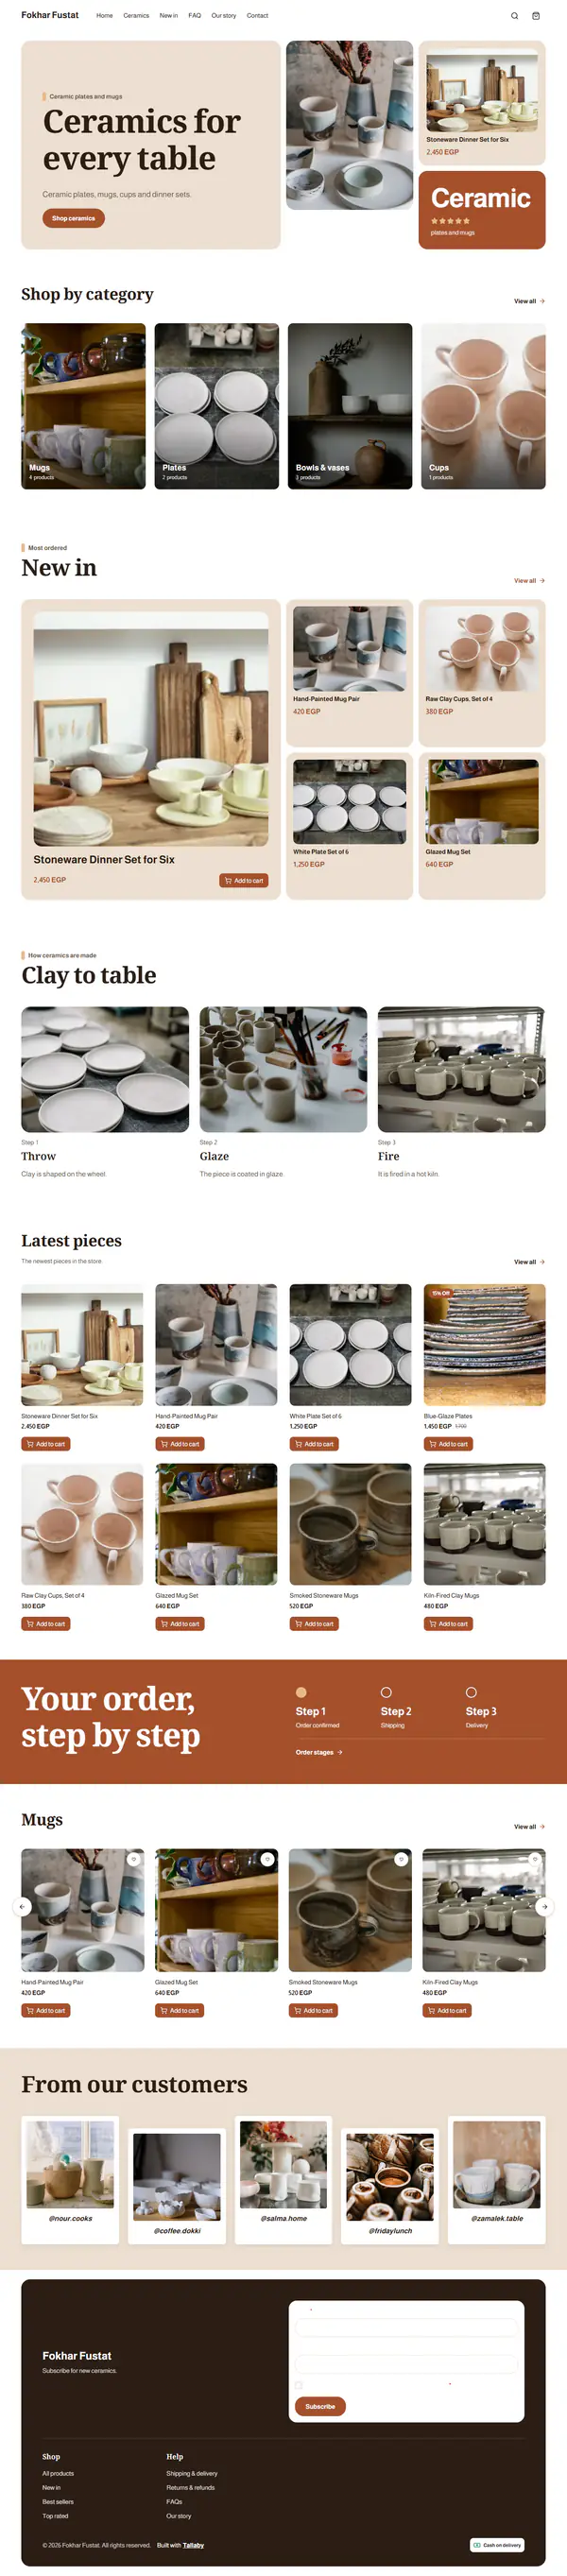 Fokhar Fustat
Home Ceramics New in FAQ Our story Contact
Ceramic plates and mugs
Ceramics for
every table
Ceramic plates, mugs, cups and dinner sets.
Shop ceramics
Stoneware Dinner Set for Six
2,450 EGP
Ceramic
plates and mugs
Shop by category
View all
Mugs
4 products
Plates
2 products
Bowls & vases
3 products
Cups
1 products
Most ordered
New in
View all
Stoneware Dinner Set for Six
2,450 EGP
Add to cart
Hand-Painted Mug Pair
420 EGP
Raw Clay Cups, Set of 4
380 EGP
White Plate Set of 6
1,250 EGP
Glazed Mug Set
640 EGP
How ceramics are made
Clay to table
Step 1
Throw
Clay is shaped on the wheel.
Step 2
Glaze
The piece is coated in glaze.
Step 3
Fire
It is fired in a hot kiln.
Latest pieces
The newest pieces in the store.
View all
Stoneware Dinner Set for Six
2,450 EGP
Add to cart
Hand-Painted Mug Pair
420 EGP
Add to cart
White Plate Set of 6
1,250 EGP
Add to cart
15% Off
Blue-Glaze Plates
1,450 EGP 1,700
Add to cart
Raw Clay Cups, Set of 4
380 EGP
Add to cart
Glazed Mug Set
640 EGP
Add to cart
Smoked Stoneware Mugs
520 EGP
Add to cart
Kiln-Fired Clay Mugs
480 EGP
Add to cart
Your order,
step by step
Step 1
Order confirmed
Step 2
Shipping
Step 3
Delivery
Order stages
Mugs
View all
Hand-Painted Mug Pair
420 EGP
Add to cart
Glazed Mug Set
640 EGP
Add to cart
Smoked Stoneware Mugs
520 EGP
Add to cart
Kiln-Fired Clay Mugs
480 EGP
Add to cart
From our customers
@nour.cooks
@coffee.dokki
@salma.home
@fridaylunch
@zamalek.table
Fokhar Fustat
Subscribe for new ceramics.
*
*
Subscribe
Shop
All products
New in
Best sellers
Top rated
Help
Shipping & delivery
Returns & refunds
FAQs
Our story
© 2025 Fokhar Fustat. All rights reserved. Built with Tallaby
Cash on delivery